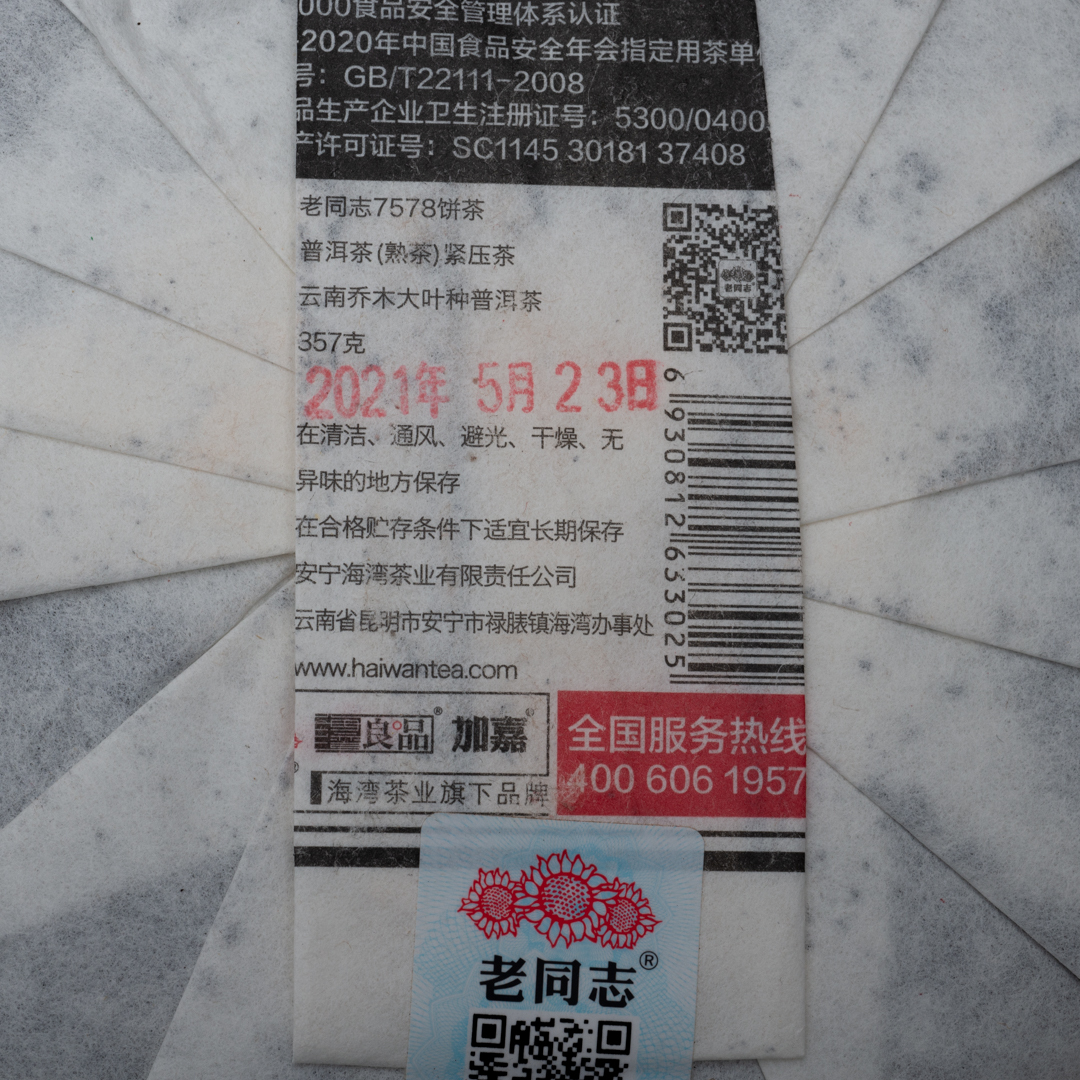 000食品安全管理体系认证
2020年中国食品安全年会指定用茶单
号：GB/T22111-2008
品生产企业卫生注册证号：5300/0400
产许可证号：SC1145 30181 37408
老同志7578饼茶
普洱茶(熟茶)紧压茶
云南乔木大叶种普洱茶
357克
2021年 5月 2 3日
在清洁、通风、避光、干燥、无
异味的地方保存
在合格贮存条件下适宜长期保存
安宁海湾茶业有限责任公司
云南省昆明市安宁市禄脿镇海湾办事处
www.haiwantea.com
老同志
6 930812 633025
良品® 加嘉®
海湾茶业旗下品牌
全国服务热线
400 606 1957
老同志®